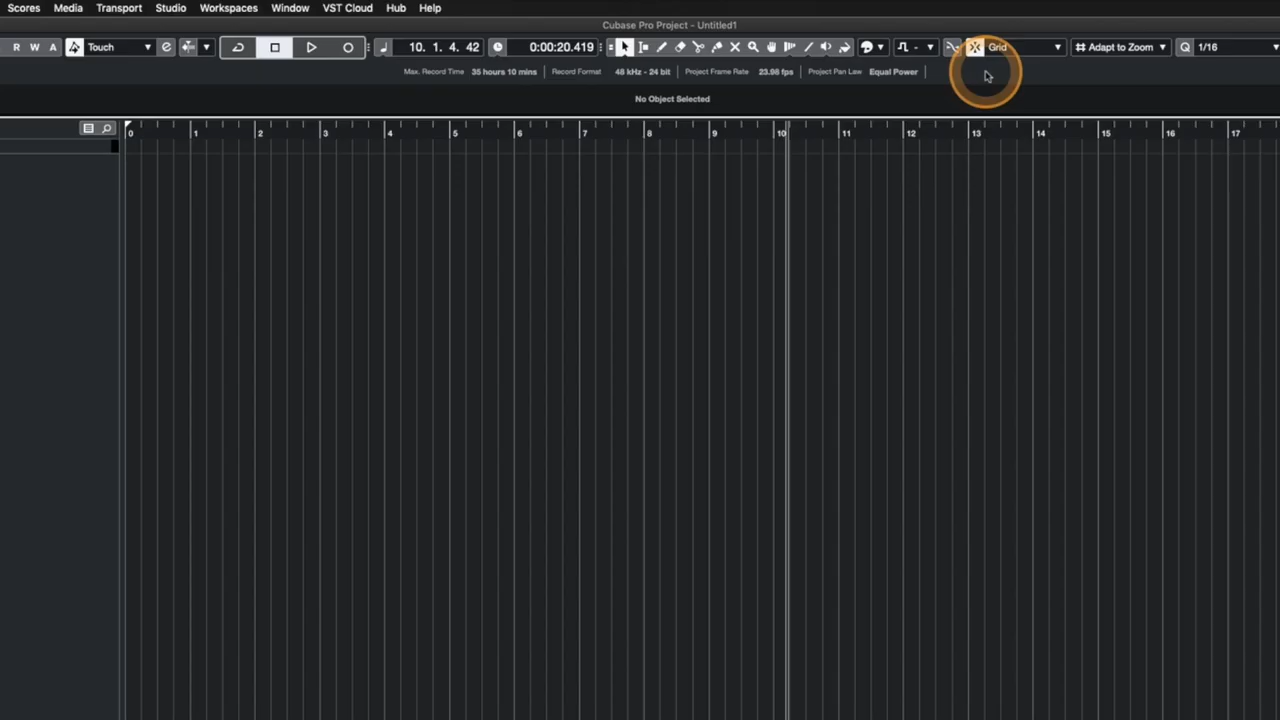 Scores Media Transport Studio Workspaces Window VST Cloud Hub Help
Cubase Pro Project - Untitled1
R W A Touch 10. 1. 4. 42 0:00:20.419 - Grid Adapt to Zoom Q 1/16
Max. Record Time 35 hours 10 mins Record Format 48 kHz - 24 bit Project Frame Rate 23.98 fps Project Pan Law Equal Power
No Object Selected
0 1 2 3 4 5 6 7 8 9 10 11 12 13 14 15 16 17